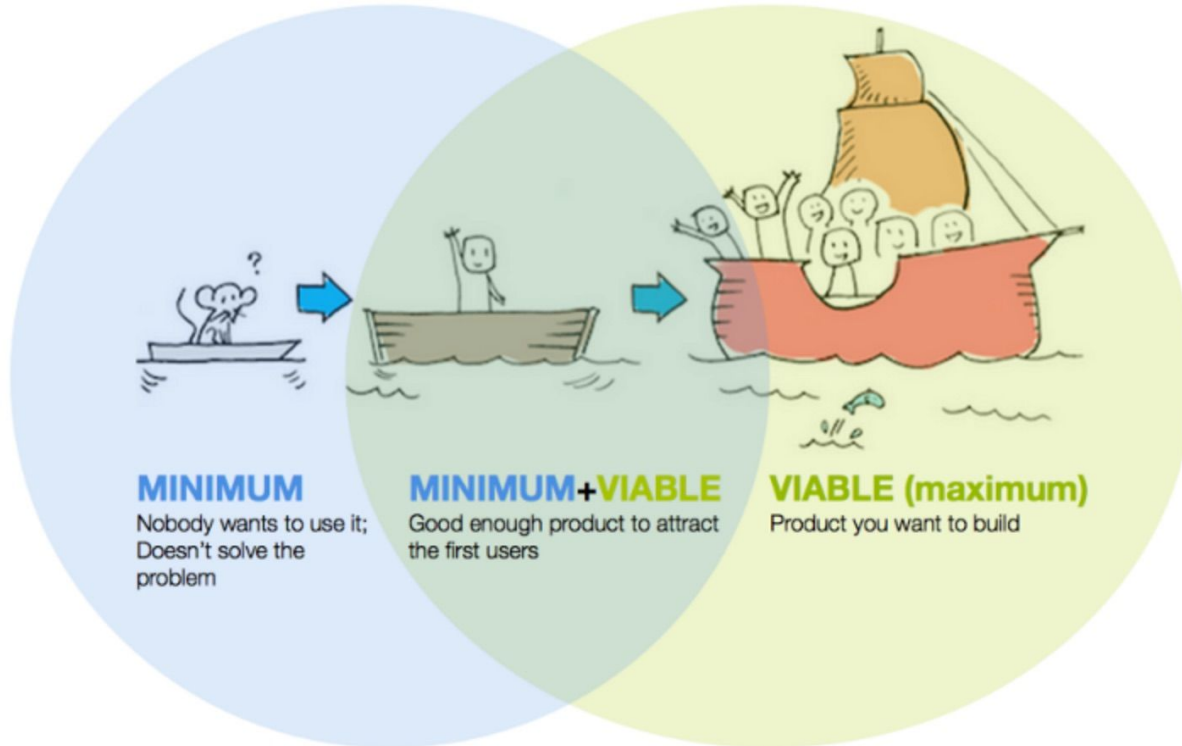 ?
MINIMUM
Nobody wants to use it;
Doesn't solve the
problem
MINIMUM+VIABLE
Good enough product to attract
the first users
VIABLE (maximum)
Product you want to build